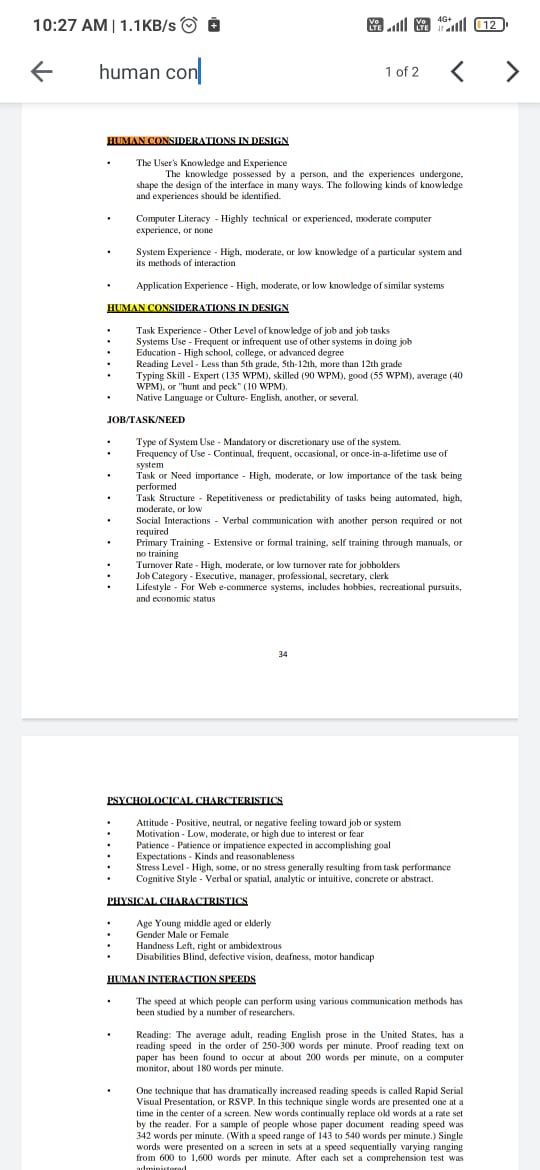 10:27 AM | 1.1KB/s
Vo LTE
Vo LTE
4G+
12
human con
1 of 2
HUMAN CONSIDERATIONS IN DESIGN
• The User's Knowledge and Experience
The knowledge possessed by a person, and the experiences undergone,
shape the design of the interface in many ways. The following kinds of knowledge
and experiences should be identified.
• Computer Literacy - Highly technical or experienced, moderate computer
experience, or none
• System Experience - High, moderate, or low knowledge of a particular system and
its methods of interaction
• Application Experience - High, moderate, or low knowledge of similar systems
HUMAN CONSIDERATIONS IN DESIGN
• Task Experience - Other Level of knowledge of job and job tasks
• Systems Use - Frequent or infrequent use of other systems in doing job
• Education - High school, college, or advanced degree
• Reading Level - Less than 5th grade, 5th-12th, more than 12th grade
• Typing Skill - Expert (135 WPM), skilled (90 WPM), good (55 WPM), average (40
WPM), or "hunt and peck" (10 WPM).
• Native Language or Culture- English, another, or several.
JOB/TASK/NEED
• Type of System Use - Mandatory or discretionary use of the system.
• Frequency of Use - Continual, frequent, occasional, or once-in-a-lifetime use of
system
• Task or Need importance - High, moderate, or low importance of the task being
performed
• Task Structure - Repetitiveness or predictability of tasks being automated, high,
moderate, or low
• Social Interactions - Verbal communication with another person required or not
required
• Primary Training - Extensive or formal training, self training through manuals, or
no training
• Turnover Rate - High, moderate, or low turnover rate for jobholders
• Job Category - Executive, manager, professional, secretary, clerk
• Lifestyle - For Web e-commerce systems, includes hobbies, recreational pursuits,
and economic status
34
PSYCHOLOCICAL CHARCTERISTICS
• Attitude - Positive, neutral, or negative feeling toward job or system
• Motivation - Low, moderate, or high due to interest or fear
• Patience - Patience or impatience expected in accomplishing goal
• Expectations - Kinds and reasonableness
• Stress Level - High, some, or no stress generally resulting from task performance
• Cognitive Style - Verbal or spatial, analytic or intuitive, concrete or abstract.
PHYSICAL CHARACTRISTICS
• Age Young middle aged or elderly
• Gender Male or Female
• Handness Left, right or ambidextrous
• Disabilities Blind, defective vision, deafness, motor handicap
HUMAN INTERACTION SPEEDS
• The speed at which people can perform using various communication methods has
been studied by a number of researchers.
• Reading: The average adult, reading English prose in the United States, has a
reading speed in the order of 250-300 words per minute. Proof reading text on
paper has been found to occur at about 200 words per minute, on a computer
monitor, about 180 words per minute.
• One technique that has dramatically increased reading speeds is called Rapid Serial
Visual Presentation, or RSVP. In this technique single words are presented one at a
time in the center of a screen. New words continually replace old words at a rate set
by the reader. For a sample of people whose paper document reading speed was
342 words per minute. (With a speed range of 143 to 540 words per minute.) Single
words were presented on a screen in sets at a speed sequentially varying ranging
from 600 to 1,600 words per minute. After each set a comprehension test was
administered